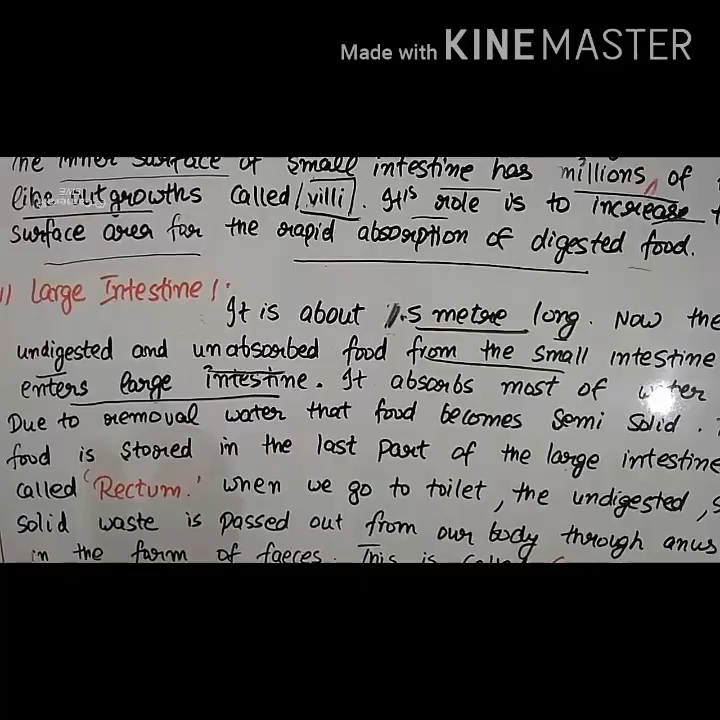 Made with KINEMASTER
The inner surface of small intestine has millions of
like outgrowths called villi. It's role is to increase
surface area for the rapid absorption of digested food.
Large Intestine:
It is about 1.5 metre long. Now the
undigested and unabsorbed food from the small intestine
enters large intestine. It absorbs most of water
Due to removal water that food becomes semi solid.
food is stored in the last part of the large intestine
called 'Rectum.' when we go to toilet, the undigested, s
solid waste is passed out from our body through anus
in the form of faeces. This is called